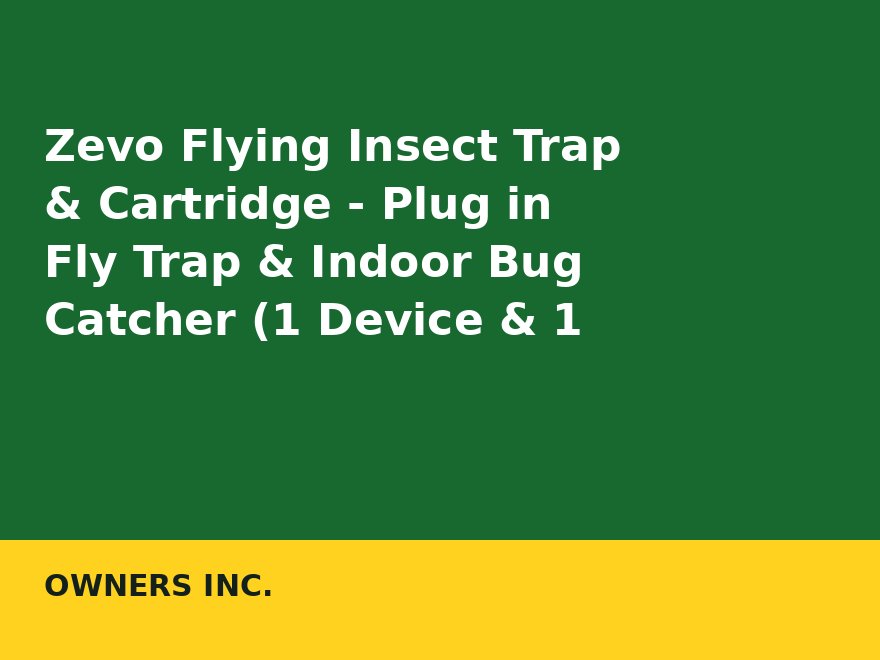 Zevo Flying Insect Trap
& Cartridge - Plug in
Fly Trap & Indoor Bug
Catcher (1 Device & 1
OWNERS INC.